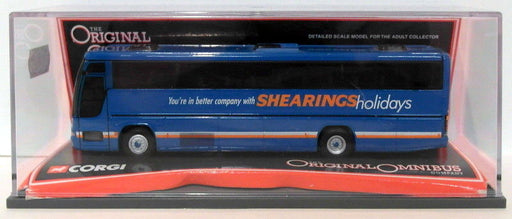 THE
ORIGINAL
DETAILED SCALE MODEL FOR THE ADULT COLLECTOR
You're in better company with SHEARINGS holidays
CORGI
ORIGINAL OMNIBUS
COMPANY